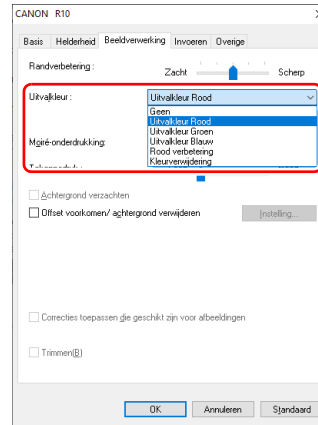 CANON R10
Basis Helderheid Beeldverwerking Invoeren Overige
Randverbetering :
Zacht Scherp
Uitvalkleur : Uitvalkleur Rood
Geen
Uitvalkleur Rood
Uitvalkleur Groen
Uitvalkleur Blauw
Rood verbetering
Kleurverwijdering
Moiré-onderdrukking:
Achtergrond verzachten
Offset voorkomen/ achtergrond verwijderen Instelling...
Correcties toepassen die geschikt zijn voor afbeeldingen
Trimmen(B)
OK Annuleren Standaard